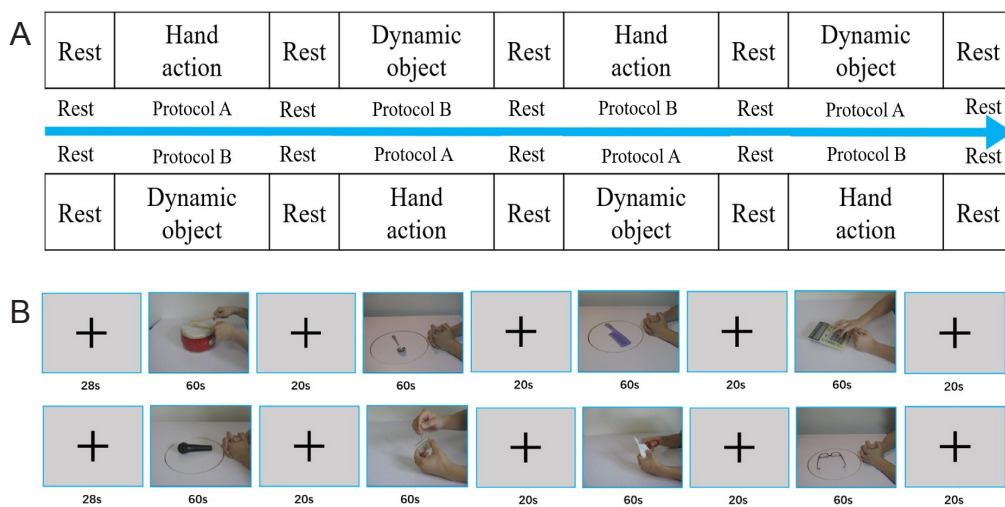 A
Rest Hand action Rest Dynamic object Rest Hand action Rest Dynamic object Rest
Rest Protocol A Rest Protocol B Rest Protocol B Rest Protocol A Rest
Rest Protocol B Rest Protocol A Rest Protocol A Rest Protocol B Rest
Rest Dynamic object Rest Hand action Rest Dynamic object Rest Hand action Rest
B
28s 60s 20s 60s 20s 60s 20s 60s 20s
28s 60s 20s 60s 20s 60s 20s 60s 20s